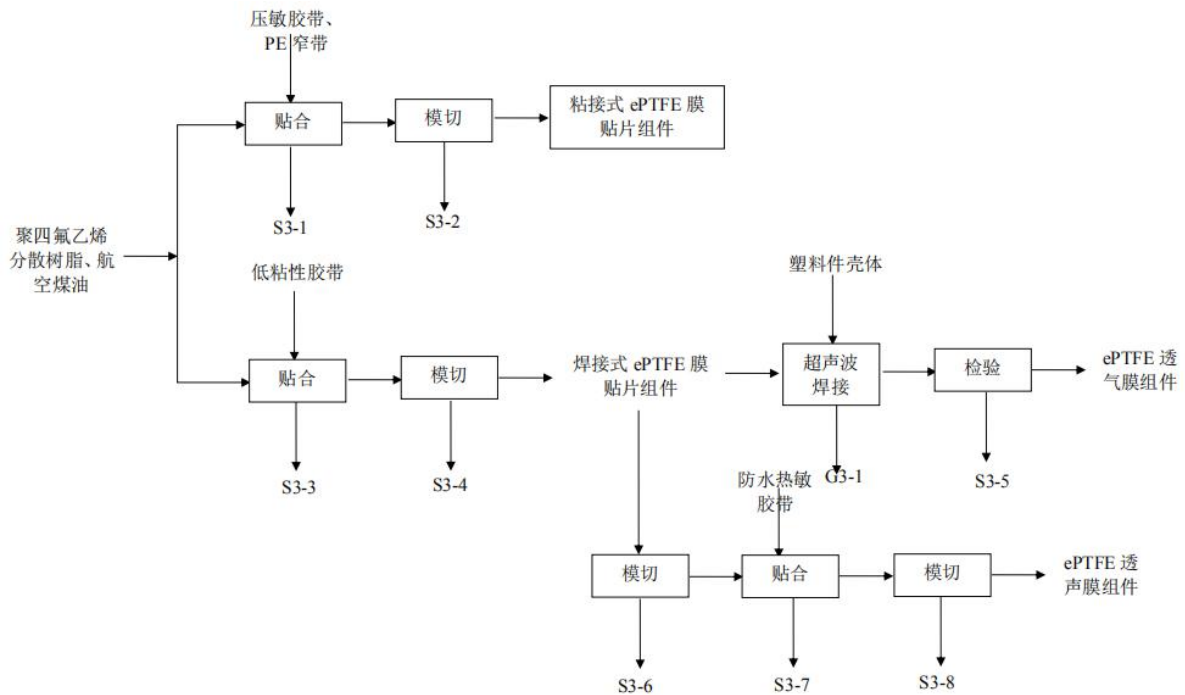 压敏胶带、
PE 窄带
贴合
模切
粘接式 ePTFE 膜
贴片组件
S3-1
S3-2
聚四氟乙烯
分散树脂、航
空煤油
低粘性胶带
塑料件壳体
贴合
模切
焊接式 ePTFE 膜
贴片组件
超声波
焊接
检验
ePTFE 透
气膜组件
S3-3
S3-4
G3-1
S3-5
防水热敏
胶带
模切
贴合
模切
ePTFE 透
声膜组件
S3-6
S3-7
S3-8